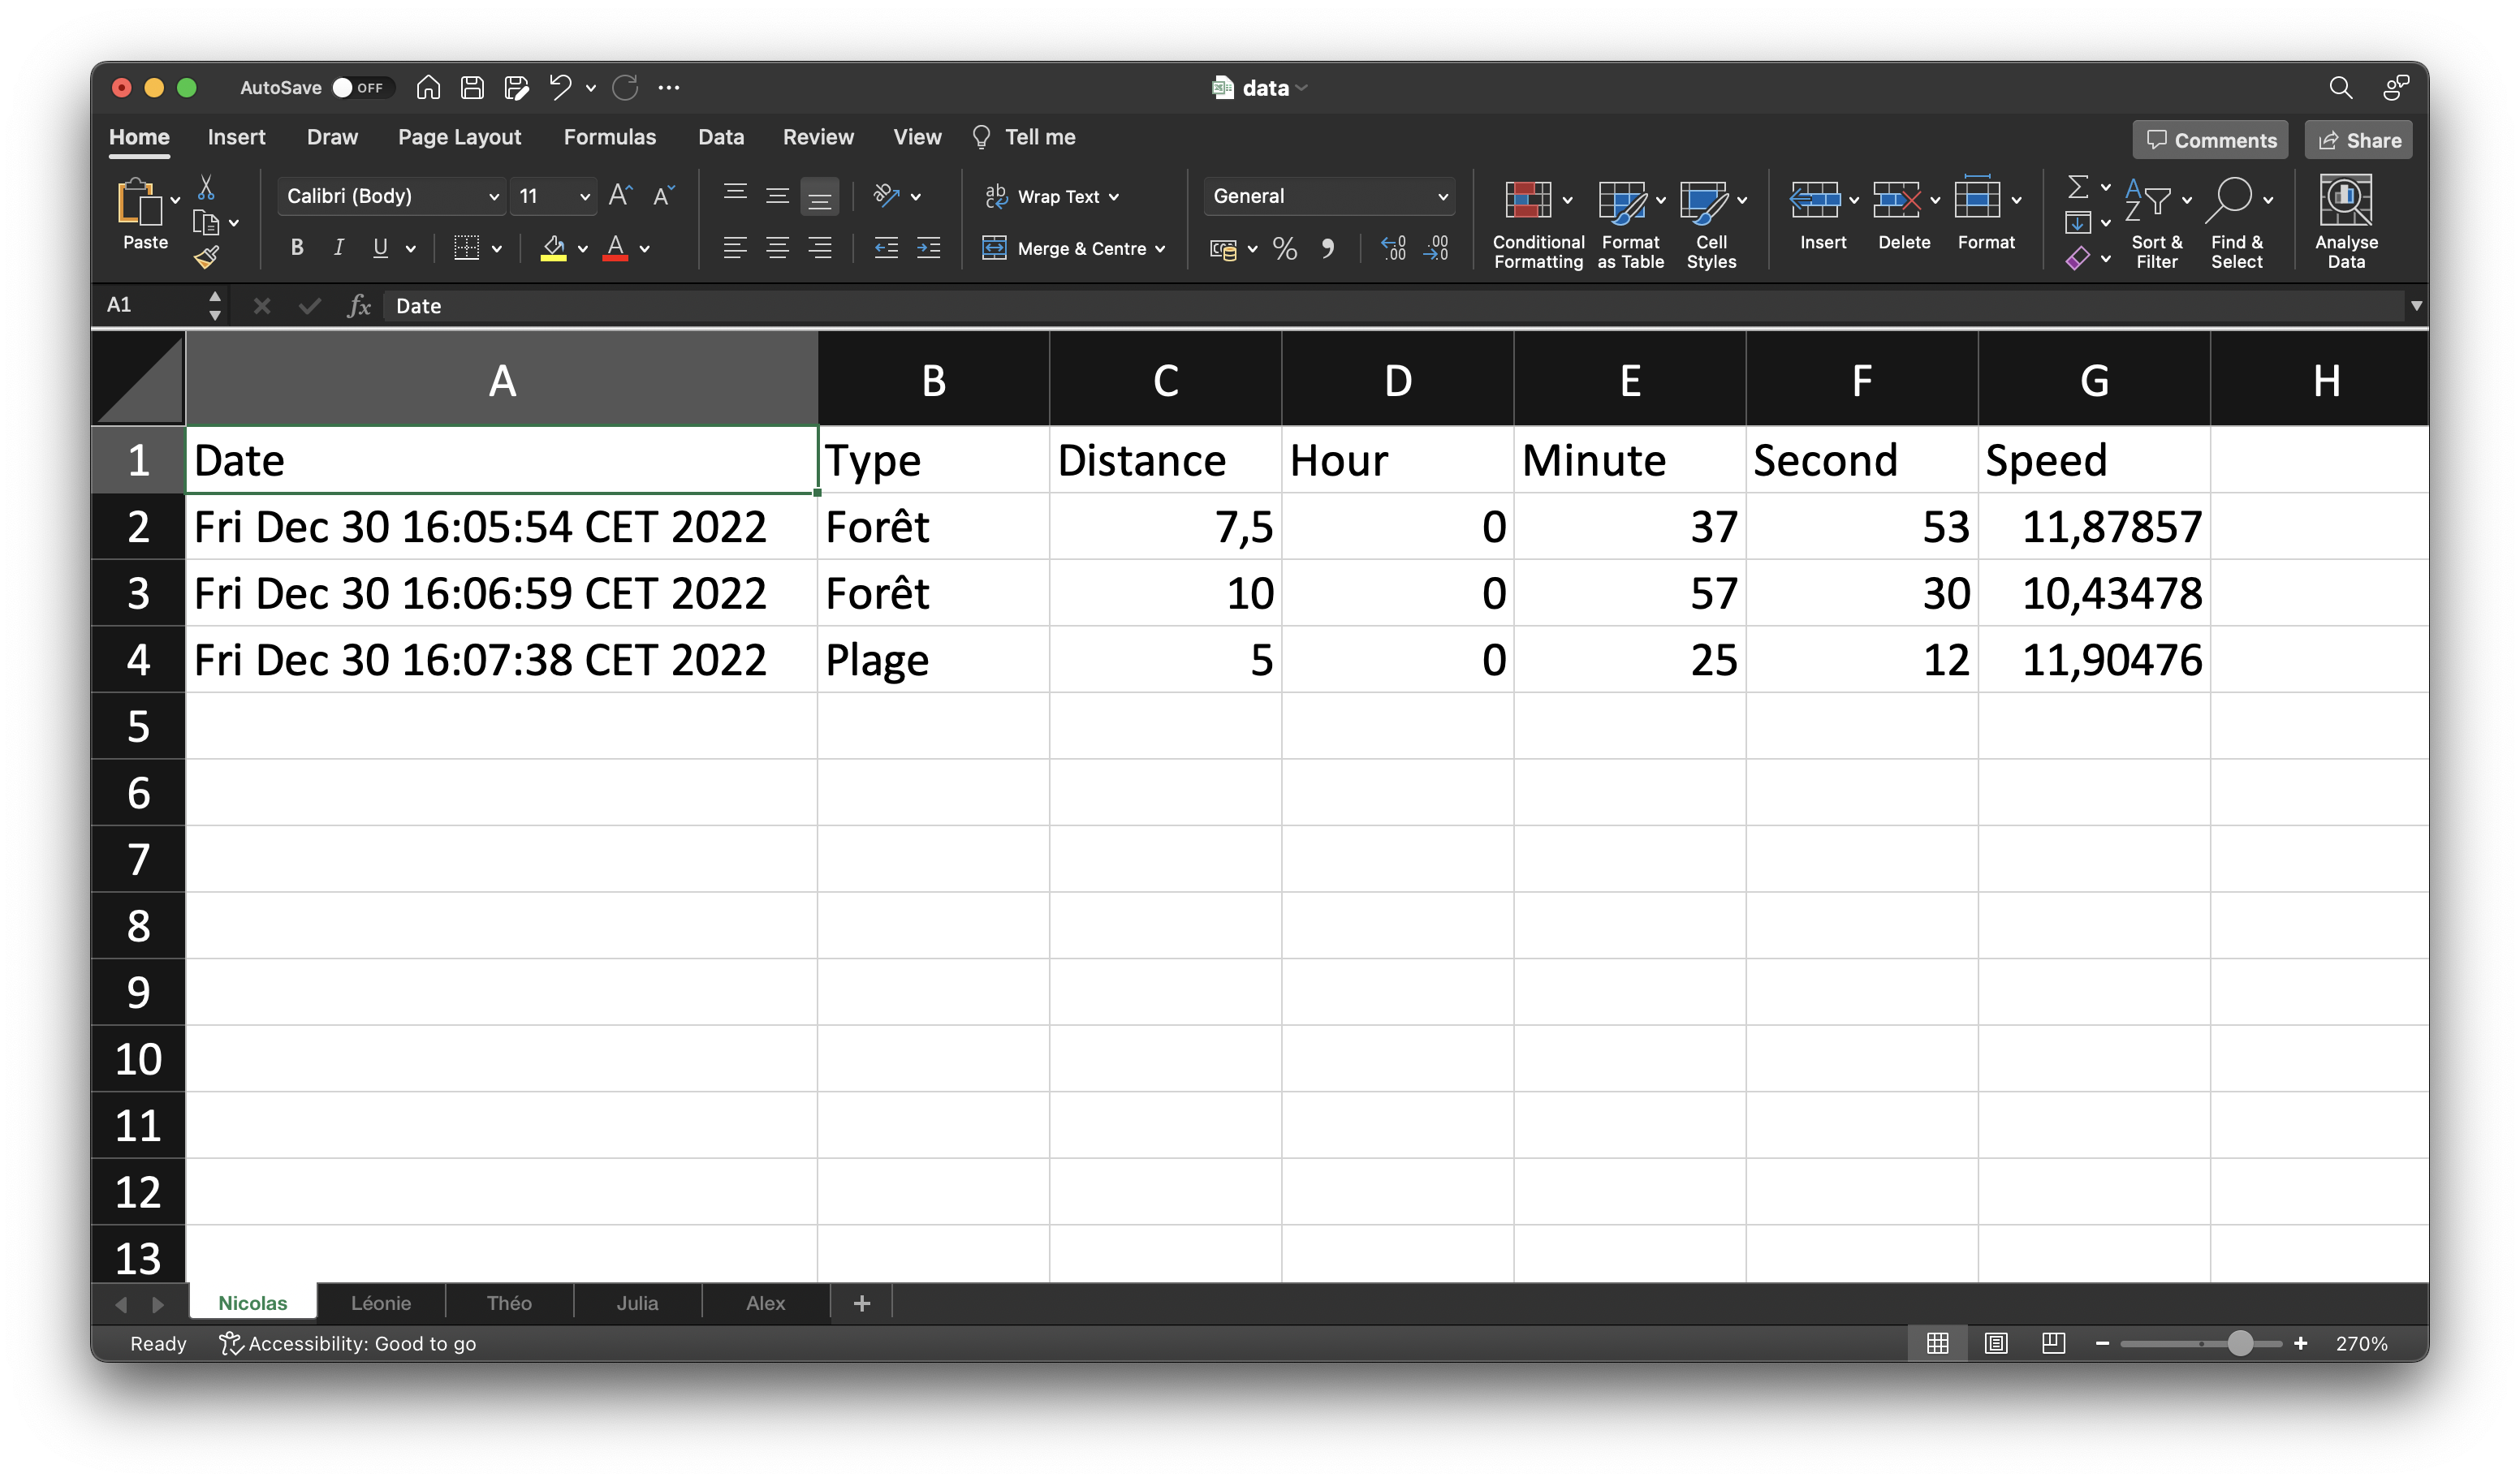 AutoSave OFF data
Home Insert Draw Page Layout Formulas Data Review View Tell me Comments Share
Paste Calibri (Body) 11 A A Wrap Text General
B I U A Merge & Centre % Conditional Formatting Format as Table Cell Styles Insert Delete Format Sort & Filter Find & Select Analyse Data
A1 fx Date
A B C D E F G H
1 Date Type Distance Hour Minute Second Speed
2 Fri Dec 30 16:05:54 CET 2022 Forêt 7,5 0 37 53 11,87857
3 Fri Dec 30 16:06:59 CET 2022 Forêt 10 0 57 30 10,43478
4 Fri Dec 30 16:07:38 CET 2022 Plage 5 0 25 12 11,90476
5
6
7
8
9
10
11
12
13
Nicolas Léonie Théo Julia Alex +
Ready Accessibility: Good to go 270%